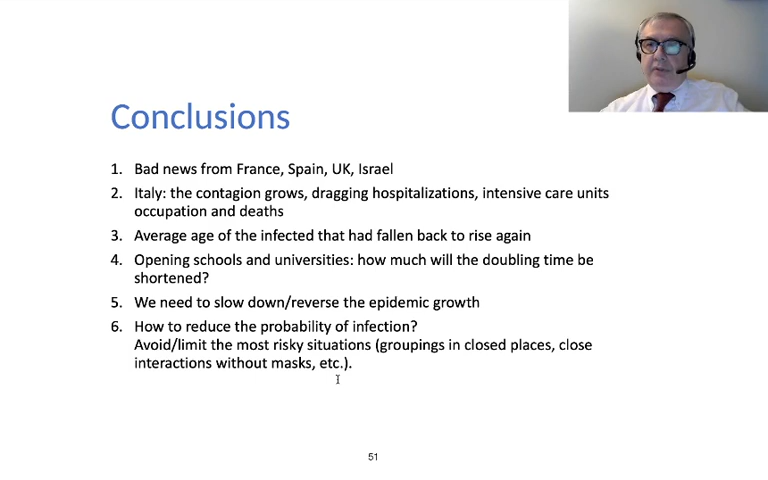 Conclusions
1. Bad news from France, Spain, UK, Israel
2. Italy: the contagion grows, dragging hospitalizations, intensive care units
occupation and deaths
3. Average age of the infected that had fallen back to rise again
4. Opening schools and universities: how much will the doubling time be
shortened?
5. We need to slow down/reverse the epidemic growth
6. How to reduce the probability of infection?
Avoid/limit the most risky situations (groupings in closed places, close
interactions without masks, etc.).
51